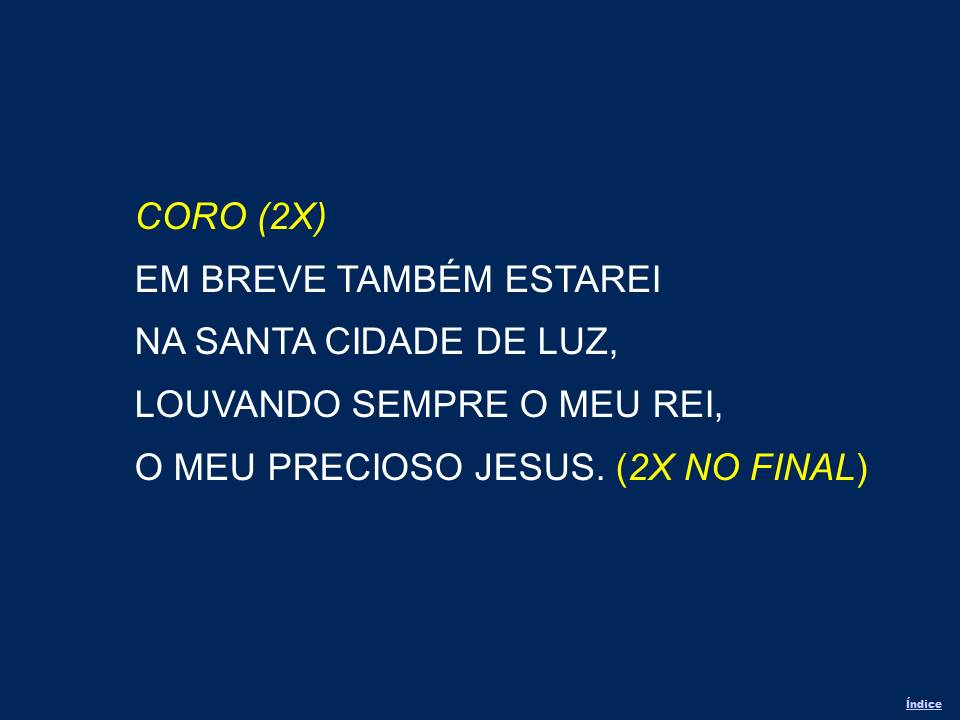 CORO (2X)
EM BREVE TAMBÉM ESTAREI
NA SANTA CIDADE DE LUZ,
LOUVANDO SEMPRE O MEU REI,
O MEU PRECIOSO JESUS. (2X NO FINAL)
Índice